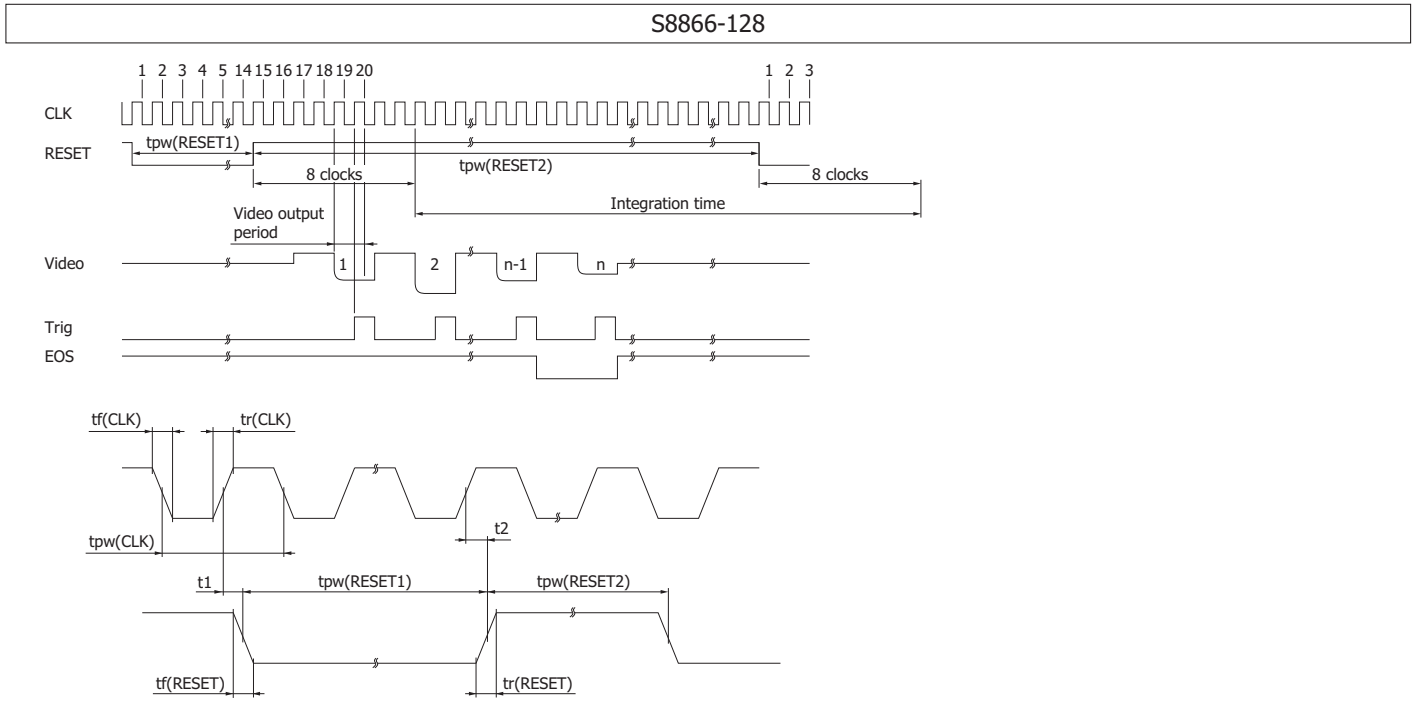 S8866-128
1 2 3 4 5 14 15 16 17 18 19 20
1 2 3
CLK
RESET
tpw(RESET1)
tpw(RESET2)
8 clocks
8 clocks
Integration time
Video output
period
Video
1
2
n-1
n
Trig
EOS
tf(CLK)
tr(CLK)
t2
tpw(CLK)
t1
tpw(RESET1)
tpw(RESET2)
tf(RESET)
tr(RESET)